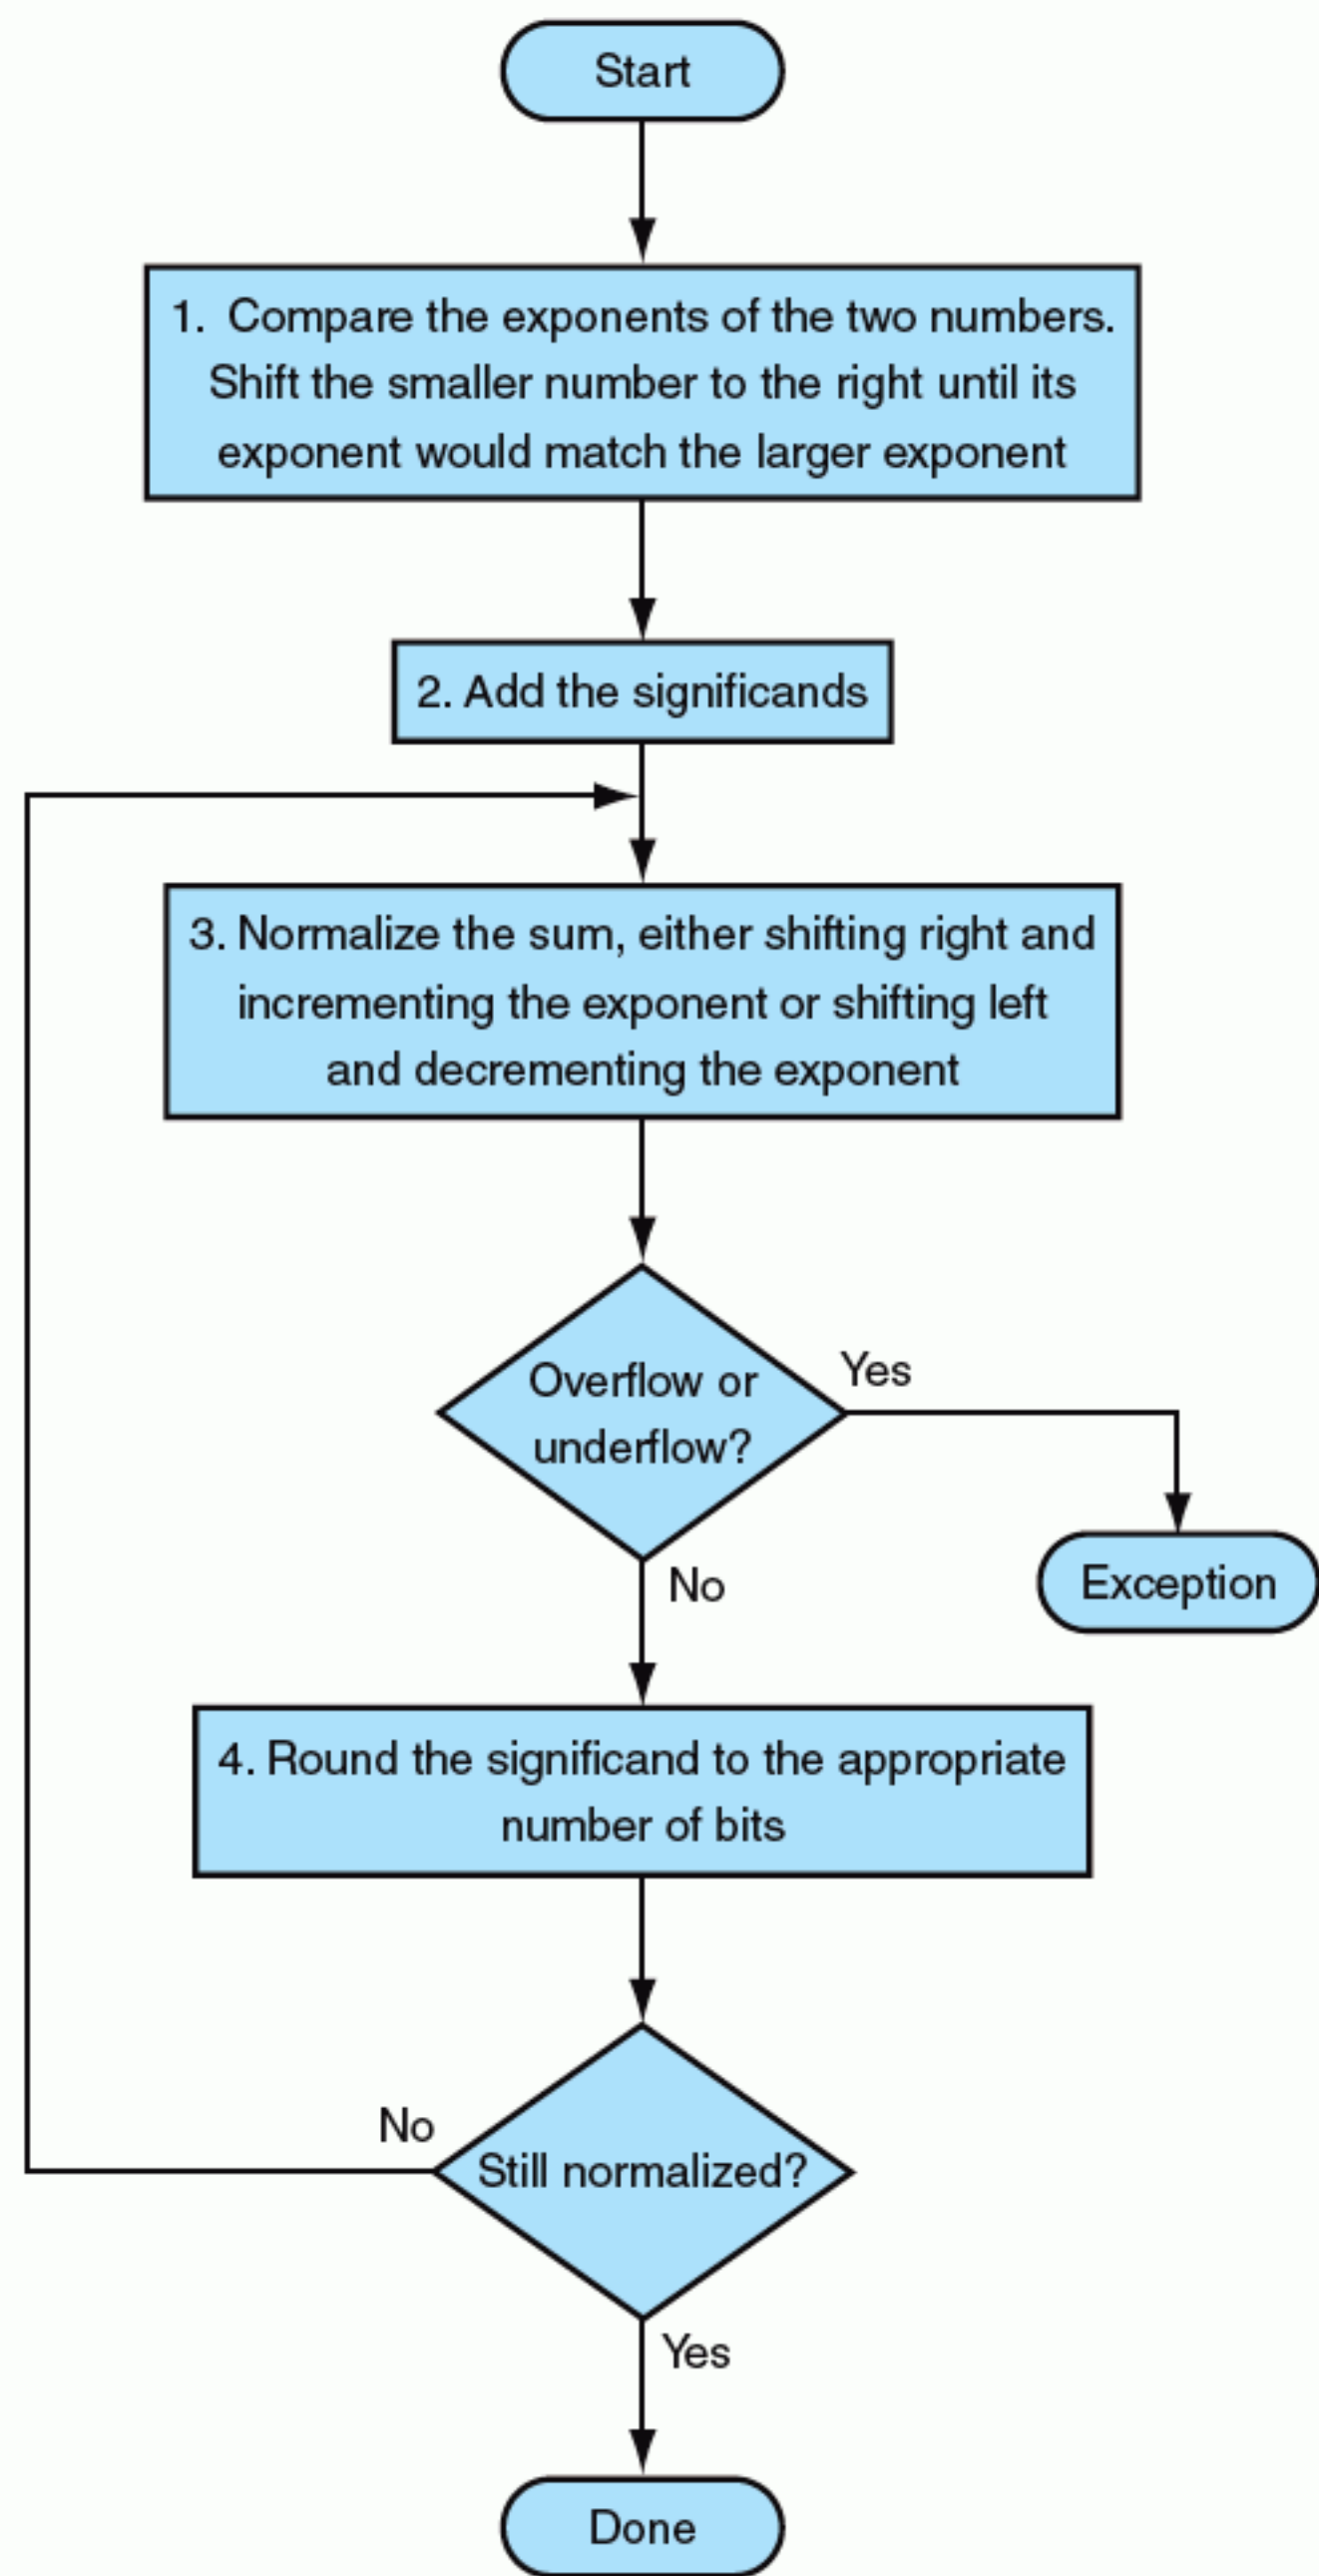 Start
1. Compare the exponents of the two numbers.
Shift the smaller number to the right until its
exponent would match the larger exponent
2. Add the significands
3. Normalize the sum, either shifting right and
incrementing the exponent or shifting left
and decrementing the exponent
Overflow or
underflow?
Yes
No
Exception
4. Round the significand to the appropriate
number of bits
No
Still normalized?
Yes
Done